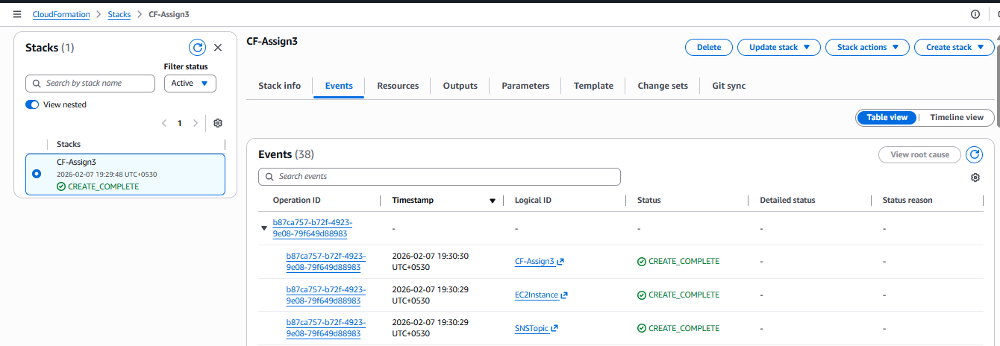 CloudFormation > Stacks > CF-Assign3
Stacks (1)
Filter status
Search by stack name
Active
View nested
1
Stacks
CF-Assign3
2026-02-07 19:29:48 UTC+0530
CREATE_COMPLETE
CF-Assign3
Delete Update stack Stack actions Create stack
Stack info Events Resources Outputs Parameters Template Change sets Git sync
Table view Timeline view
Events (38)
View root cause
Search events
Operation ID Timestamp Logical ID Status Detailed status Status reason
b87ca757-b72f-4923-
9e08-79f649d88983
- - - - -
b87ca757-b72f-4923-
9e08-79f649d88983
2026-02-07 19:30:30
UTC+0530
CF-Assign3
CREATE_COMPLETE
- -
b87ca757-b72f-4923-
9e08-79f649d88983
2026-02-07 19:30:29
UTC+0530
EC2Instance
CREATE_COMPLETE
- -
b87ca757-b72f-4923-
9e08-79f649d88983
2026-02-07 19:30:29
UTC+0530
SNSTopic
CREATE_COMPLETE
- -